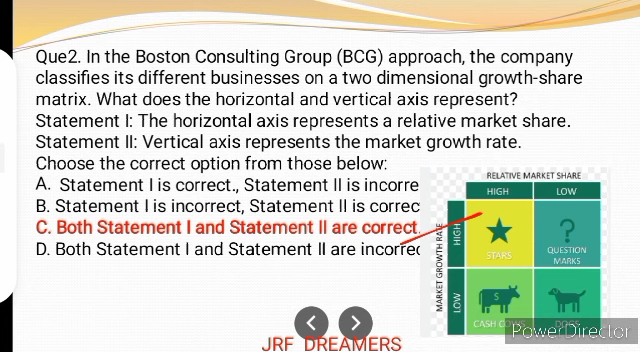 Que2. In the Boston Consulting Group (BCG) approach, the company
classifies its different businesses on a two dimensional growth-share
matrix. What does the horizontal and vertical axis represent?
Statement I: The horizontal axis represents a relative market share.
Statement II: Vertical axis represents the market growth rate.
Choose the correct option from those below:
A. Statement I is correct., Statement II is incorre
B. Statement I is incorrect, Statement II is correc
C. Both Statement I and Statement II are correct.
D. Both Statement I and Statement II are incorrec
RELATIVE MARKET SHARE
HIGH LOW
MARKET GROWTH RATE
HIGH
STARS
?
QUESTION
MARKS
LOW
$
CASH COWS
DOGS
PowerDirector
JRF DREAMERS